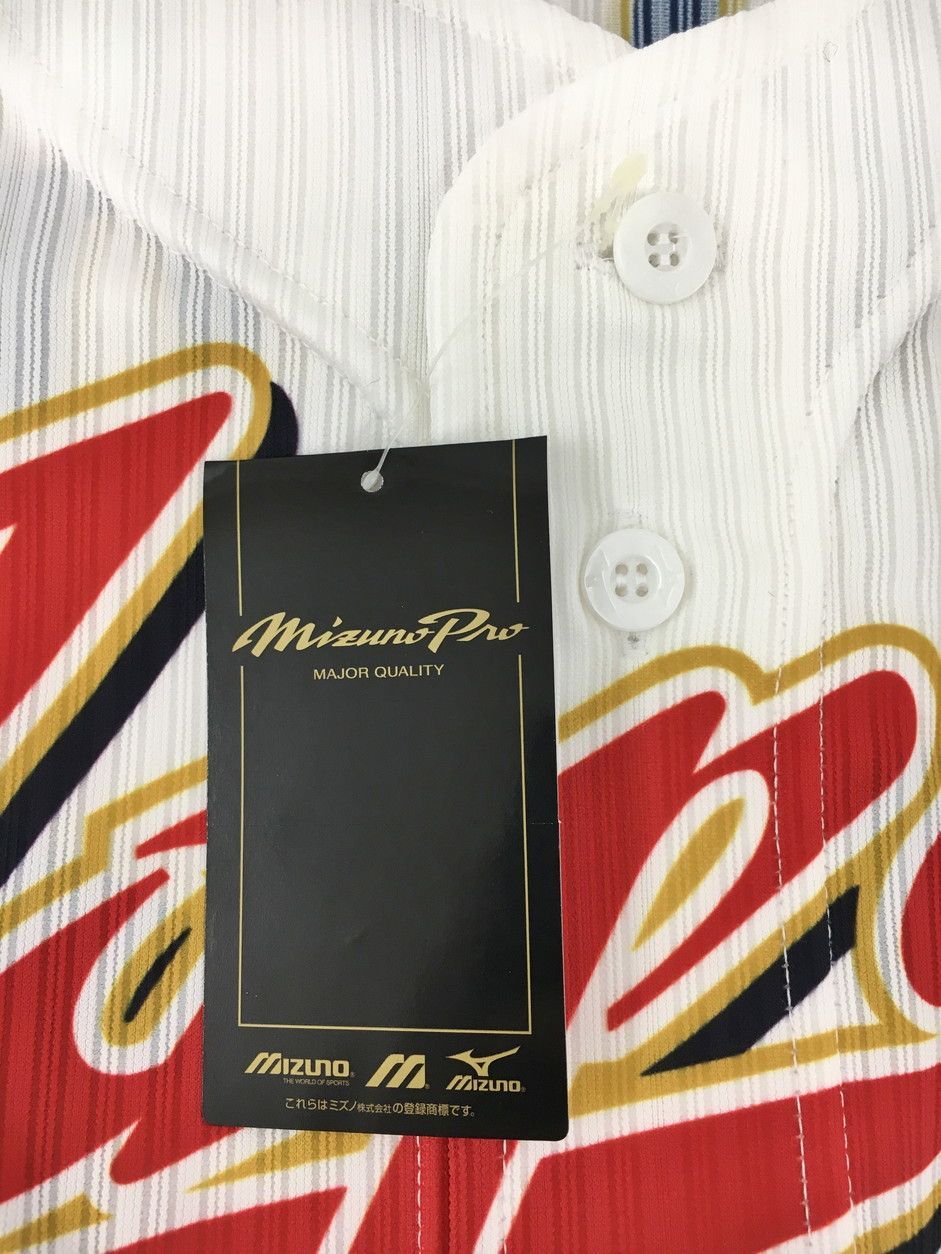 Mizuno Pro
MAJOR QUALITY
MIZUNO®
THE WORLD OF SPORTS
M®
MIZUNO®
これらはミズノ株式会社の登録商標です。